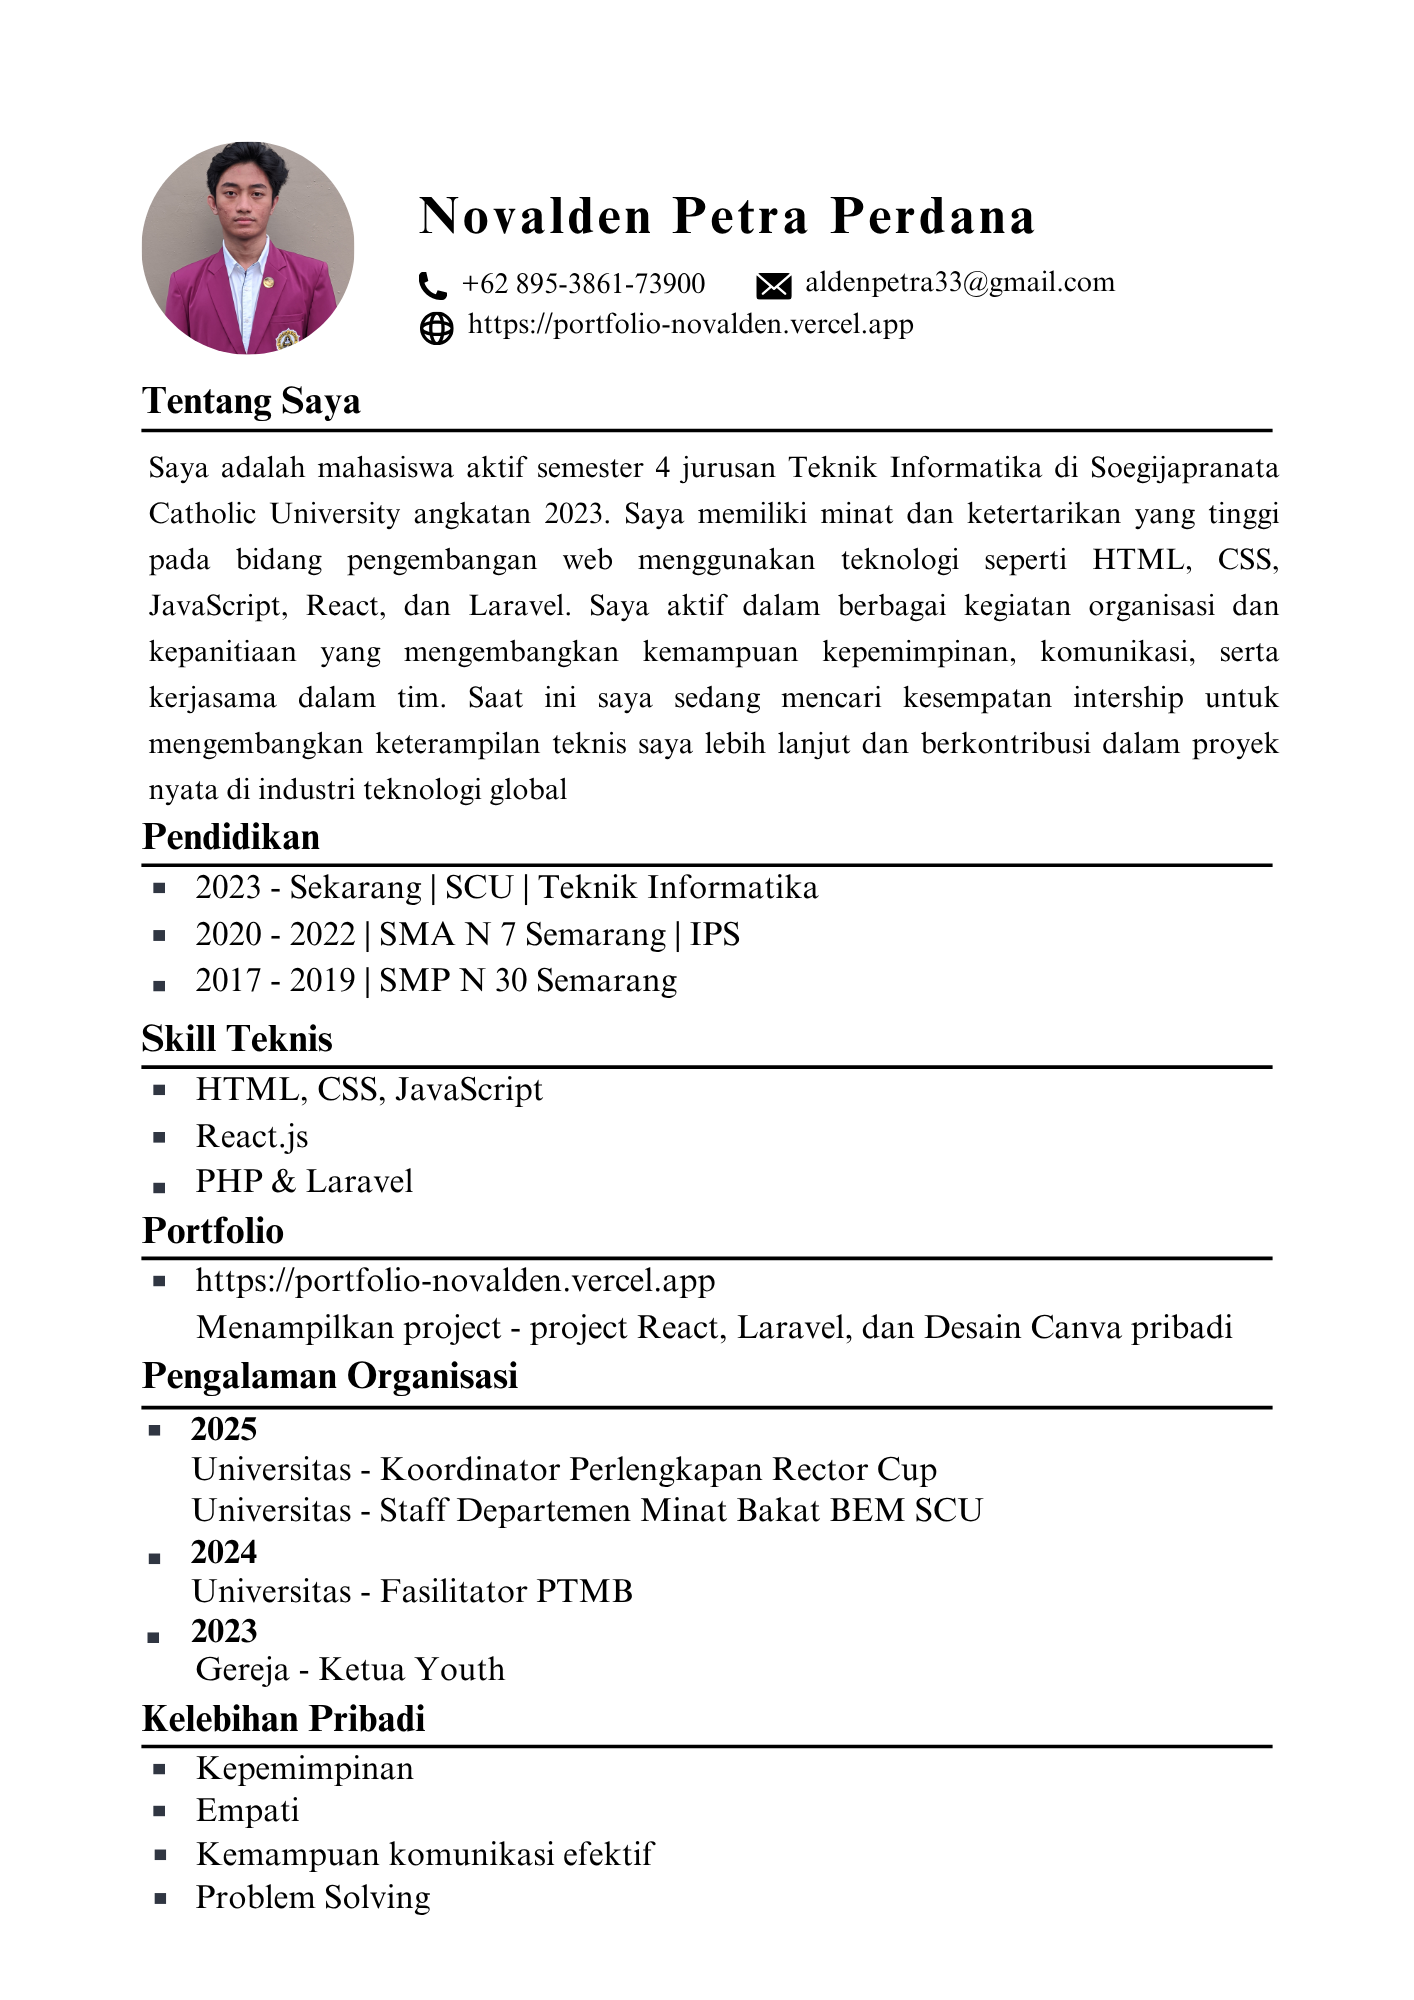 Novalden Petra Perdana
+62 895-3861-73900
aldenpetra33@gmail.com
https://portfolio-novalden.vercel.app
Tentang Saya
Saya adalah mahasiswa aktif semester 4 jurusan Teknik Informatika di Soegijapranata
Catholic University angkatan 2023. Saya memiliki minat dan ketertarikan yang tinggi
pada bidang pengembangan web menggunakan teknologi seperti HTML, CSS,
JavaScript, React, dan Laravel. Saya aktif dalam berbagai kegiatan organisasi dan
kepanitiaan yang mengembangkan kemampuan kepemimpinan, komunikasi, serta
kerjasama dalam tim. Saat ini saya sedang mencari kesempatan intership untuk
mengembangkan keterampilan teknis saya lebih lanjut dan berkontribusi dalam proyek
nyata di industri teknologi global
Pendidikan
2023 - Sekarang | SCU | Teknik Informatika
2020 - 2022 | SMA N 7 Semarang | IPS
2017 - 2019 | SMP N 30 Semarang
Skill Teknis
HTML, CSS, JavaScript
React.js
PHP & Laravel
Portfolio
https://portfolio-novalden.vercel.app
Menampilkan project - project React, Laravel, dan Desain Canva pribadi
Pengalaman Organisasi
2025
Universitas - Koordinator Perlengkapan Rector Cup
Universitas - Staff Departemen Minat Bakat BEM SCU
2024
Universitas - Fasilitator PTMB
2023
Gereja - Ketua Youth
Kelebihan Pribadi
Kepemimpinan
Empati
Kemampuan komunikasi efektif
Problem Solving